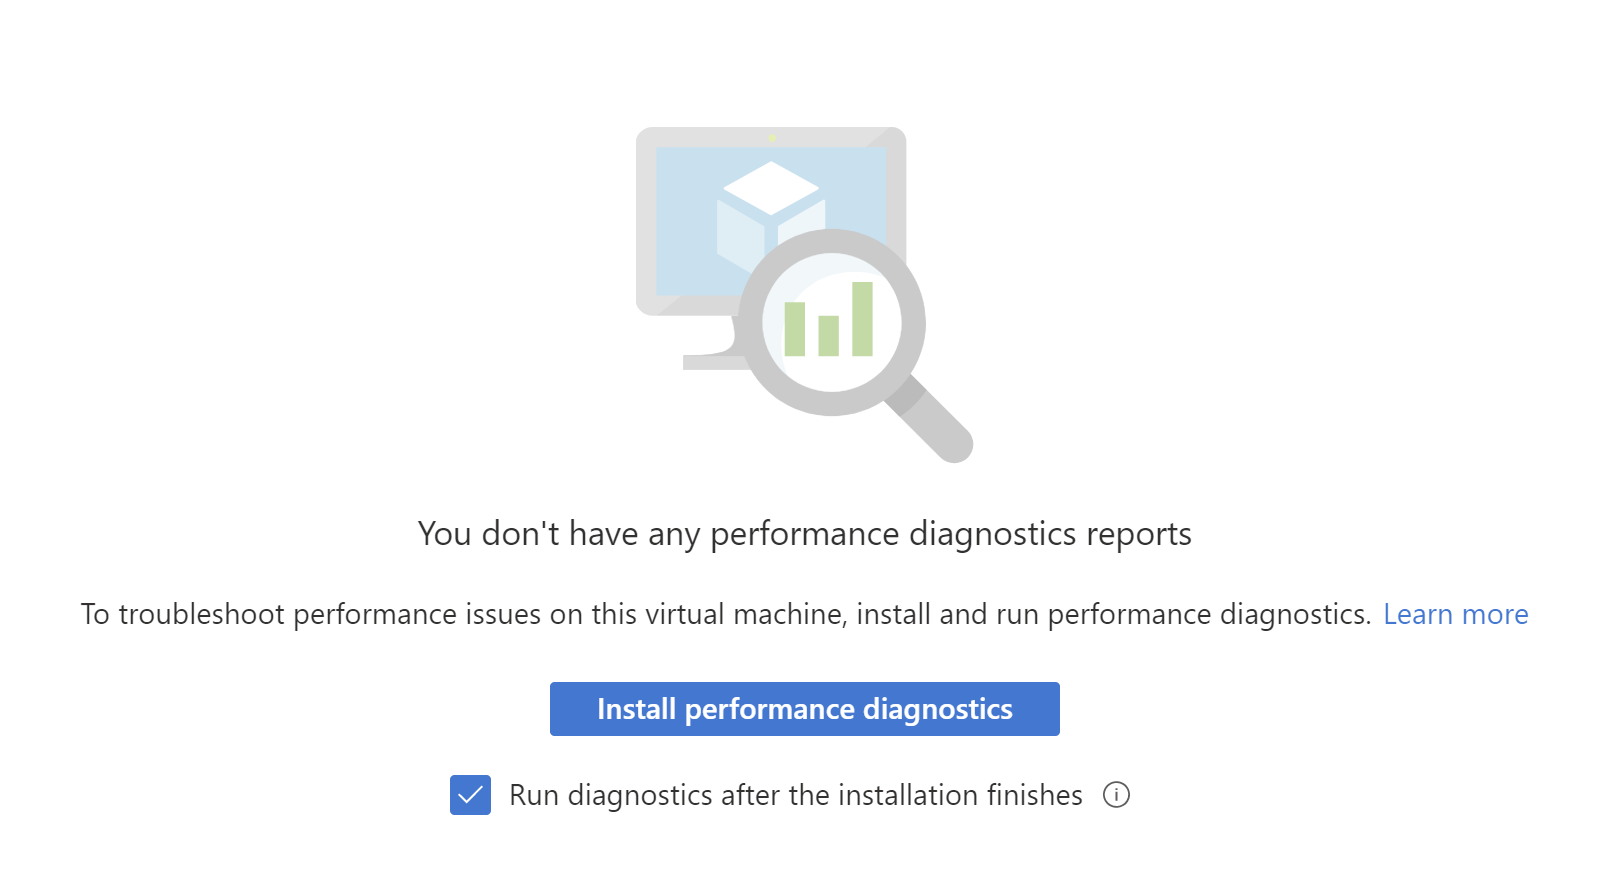 You don't have any performance diagnostics reports
To troubleshoot performance issues on this virtual machine, install and run performance diagnostics. Learn more
Install performance diagnostics
Run diagnostics after the installation finishes